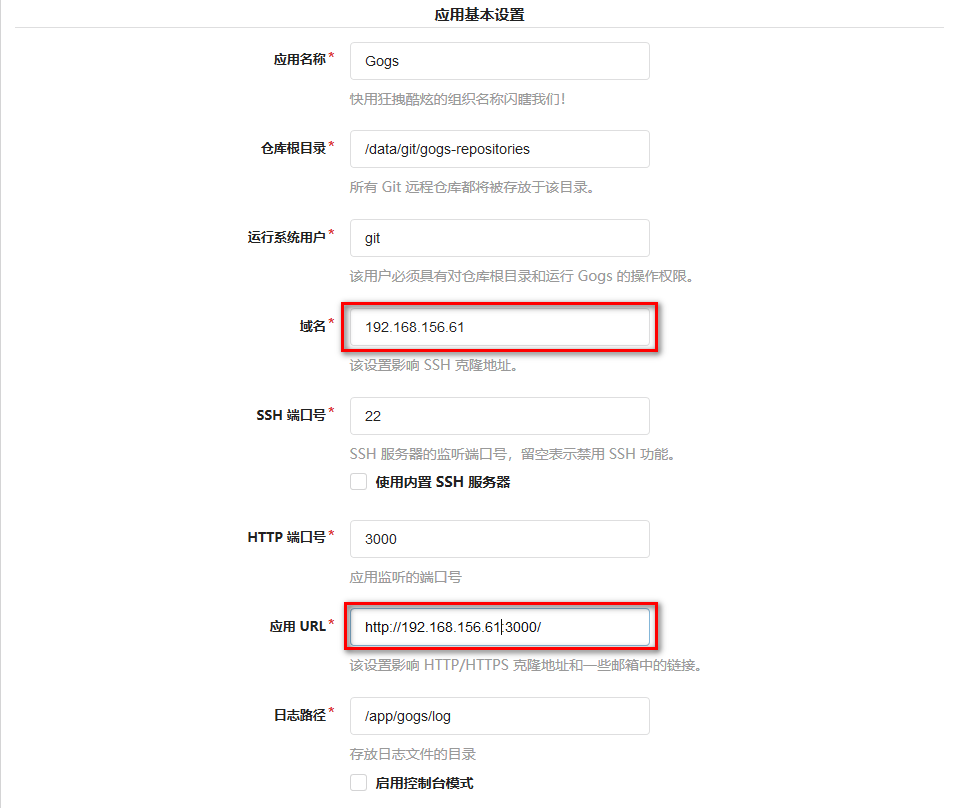 应用基本设置
应用名称*
Gogs
快用狂拽酷炫的组织名称闪瞎我们！
仓库根目录*
/data/git/gogs-repositories
所有 Git 远程仓库都将被存放于该目录。
运行系统用户*
git
该用户必须具有对仓库根目录和运行 Gogs 的操作权限。
域名*
192.168.156.61
该设置影响 SSH 克隆地址。
SSH 端口号*
22
SSH 服务器的监听端口号，留空表示禁用 SSH 功能。
使用内置 SSH 服务器
HTTP 端口号*
3000
应用监听的端口号
应用 URL*
http://192.168.156.61:3000/
该设置影响 HTTP/HTTPS 克隆地址和一些邮箱中的链接。
日志路径*
/app/gogs/log
存放日志文件的目录
启用控制台模式